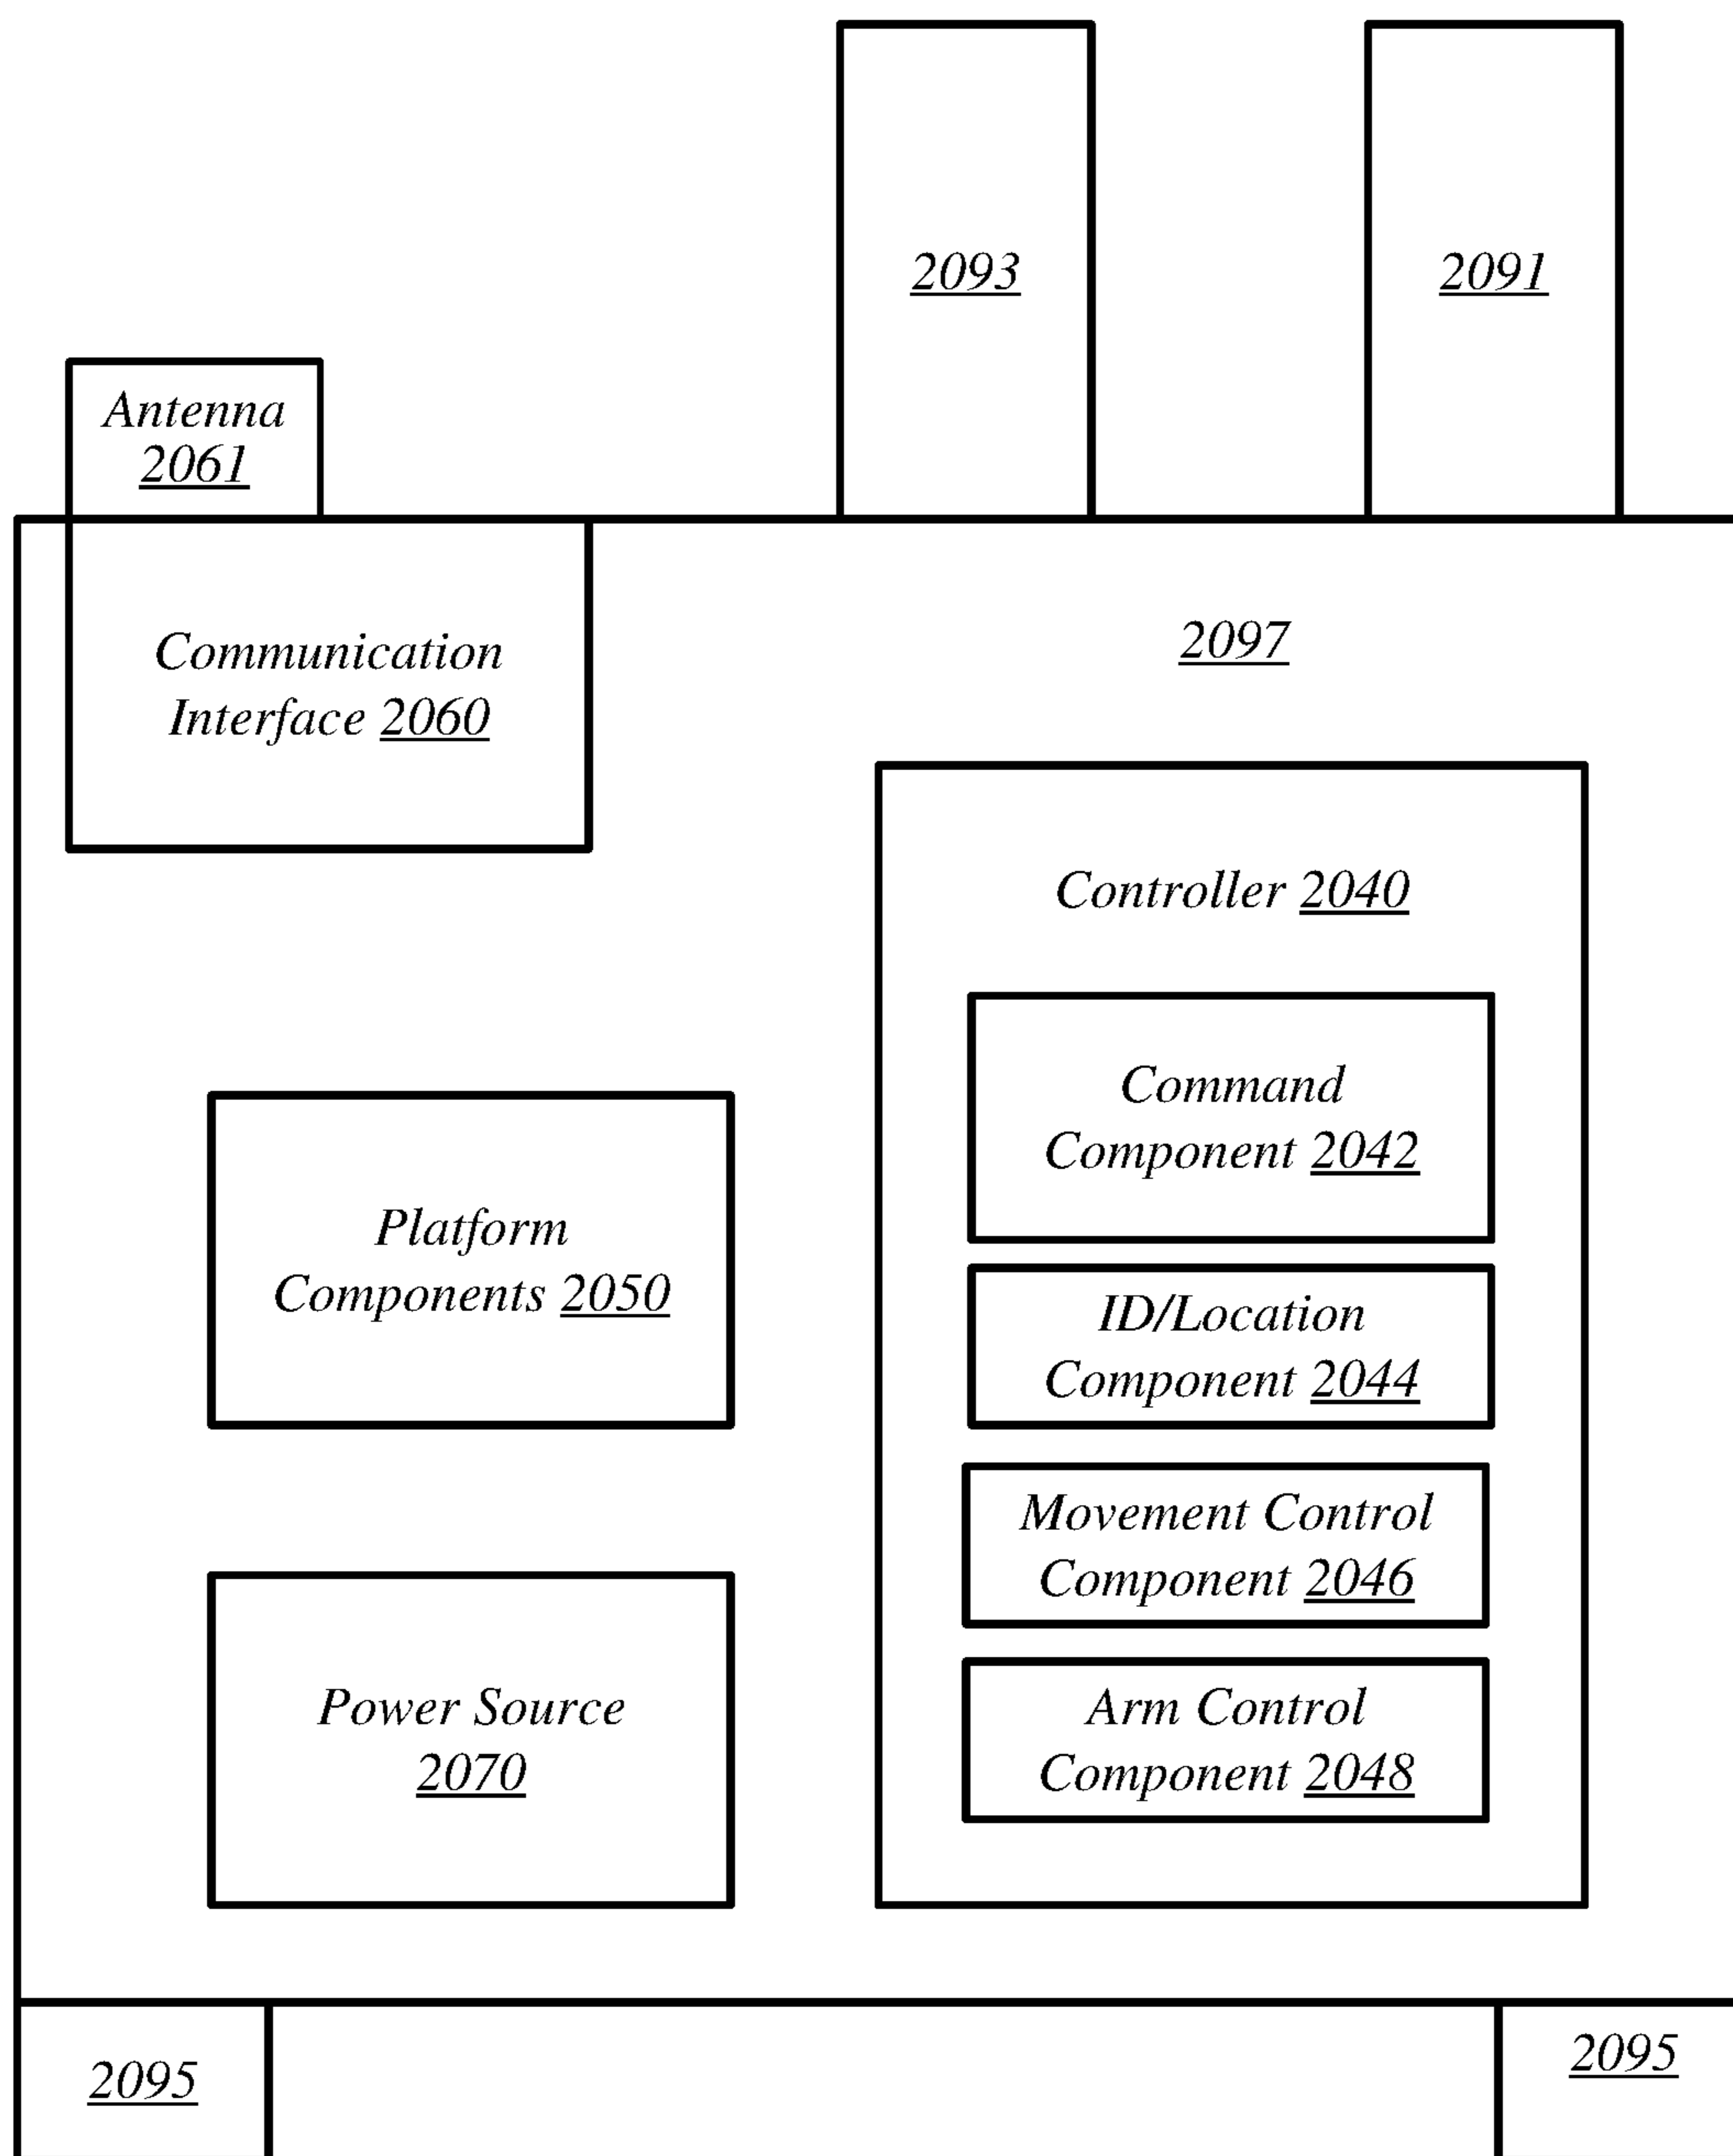 2093
2091
Antenna
2061
Communication
Interface 2060
2097
Controller 2040
Command
Component 2042
ID/Location
Component 2044
Movement Control
Component 2046
Arm Control
Component 2048
Platform
Components 2050
Power Source
2070
2095
2095